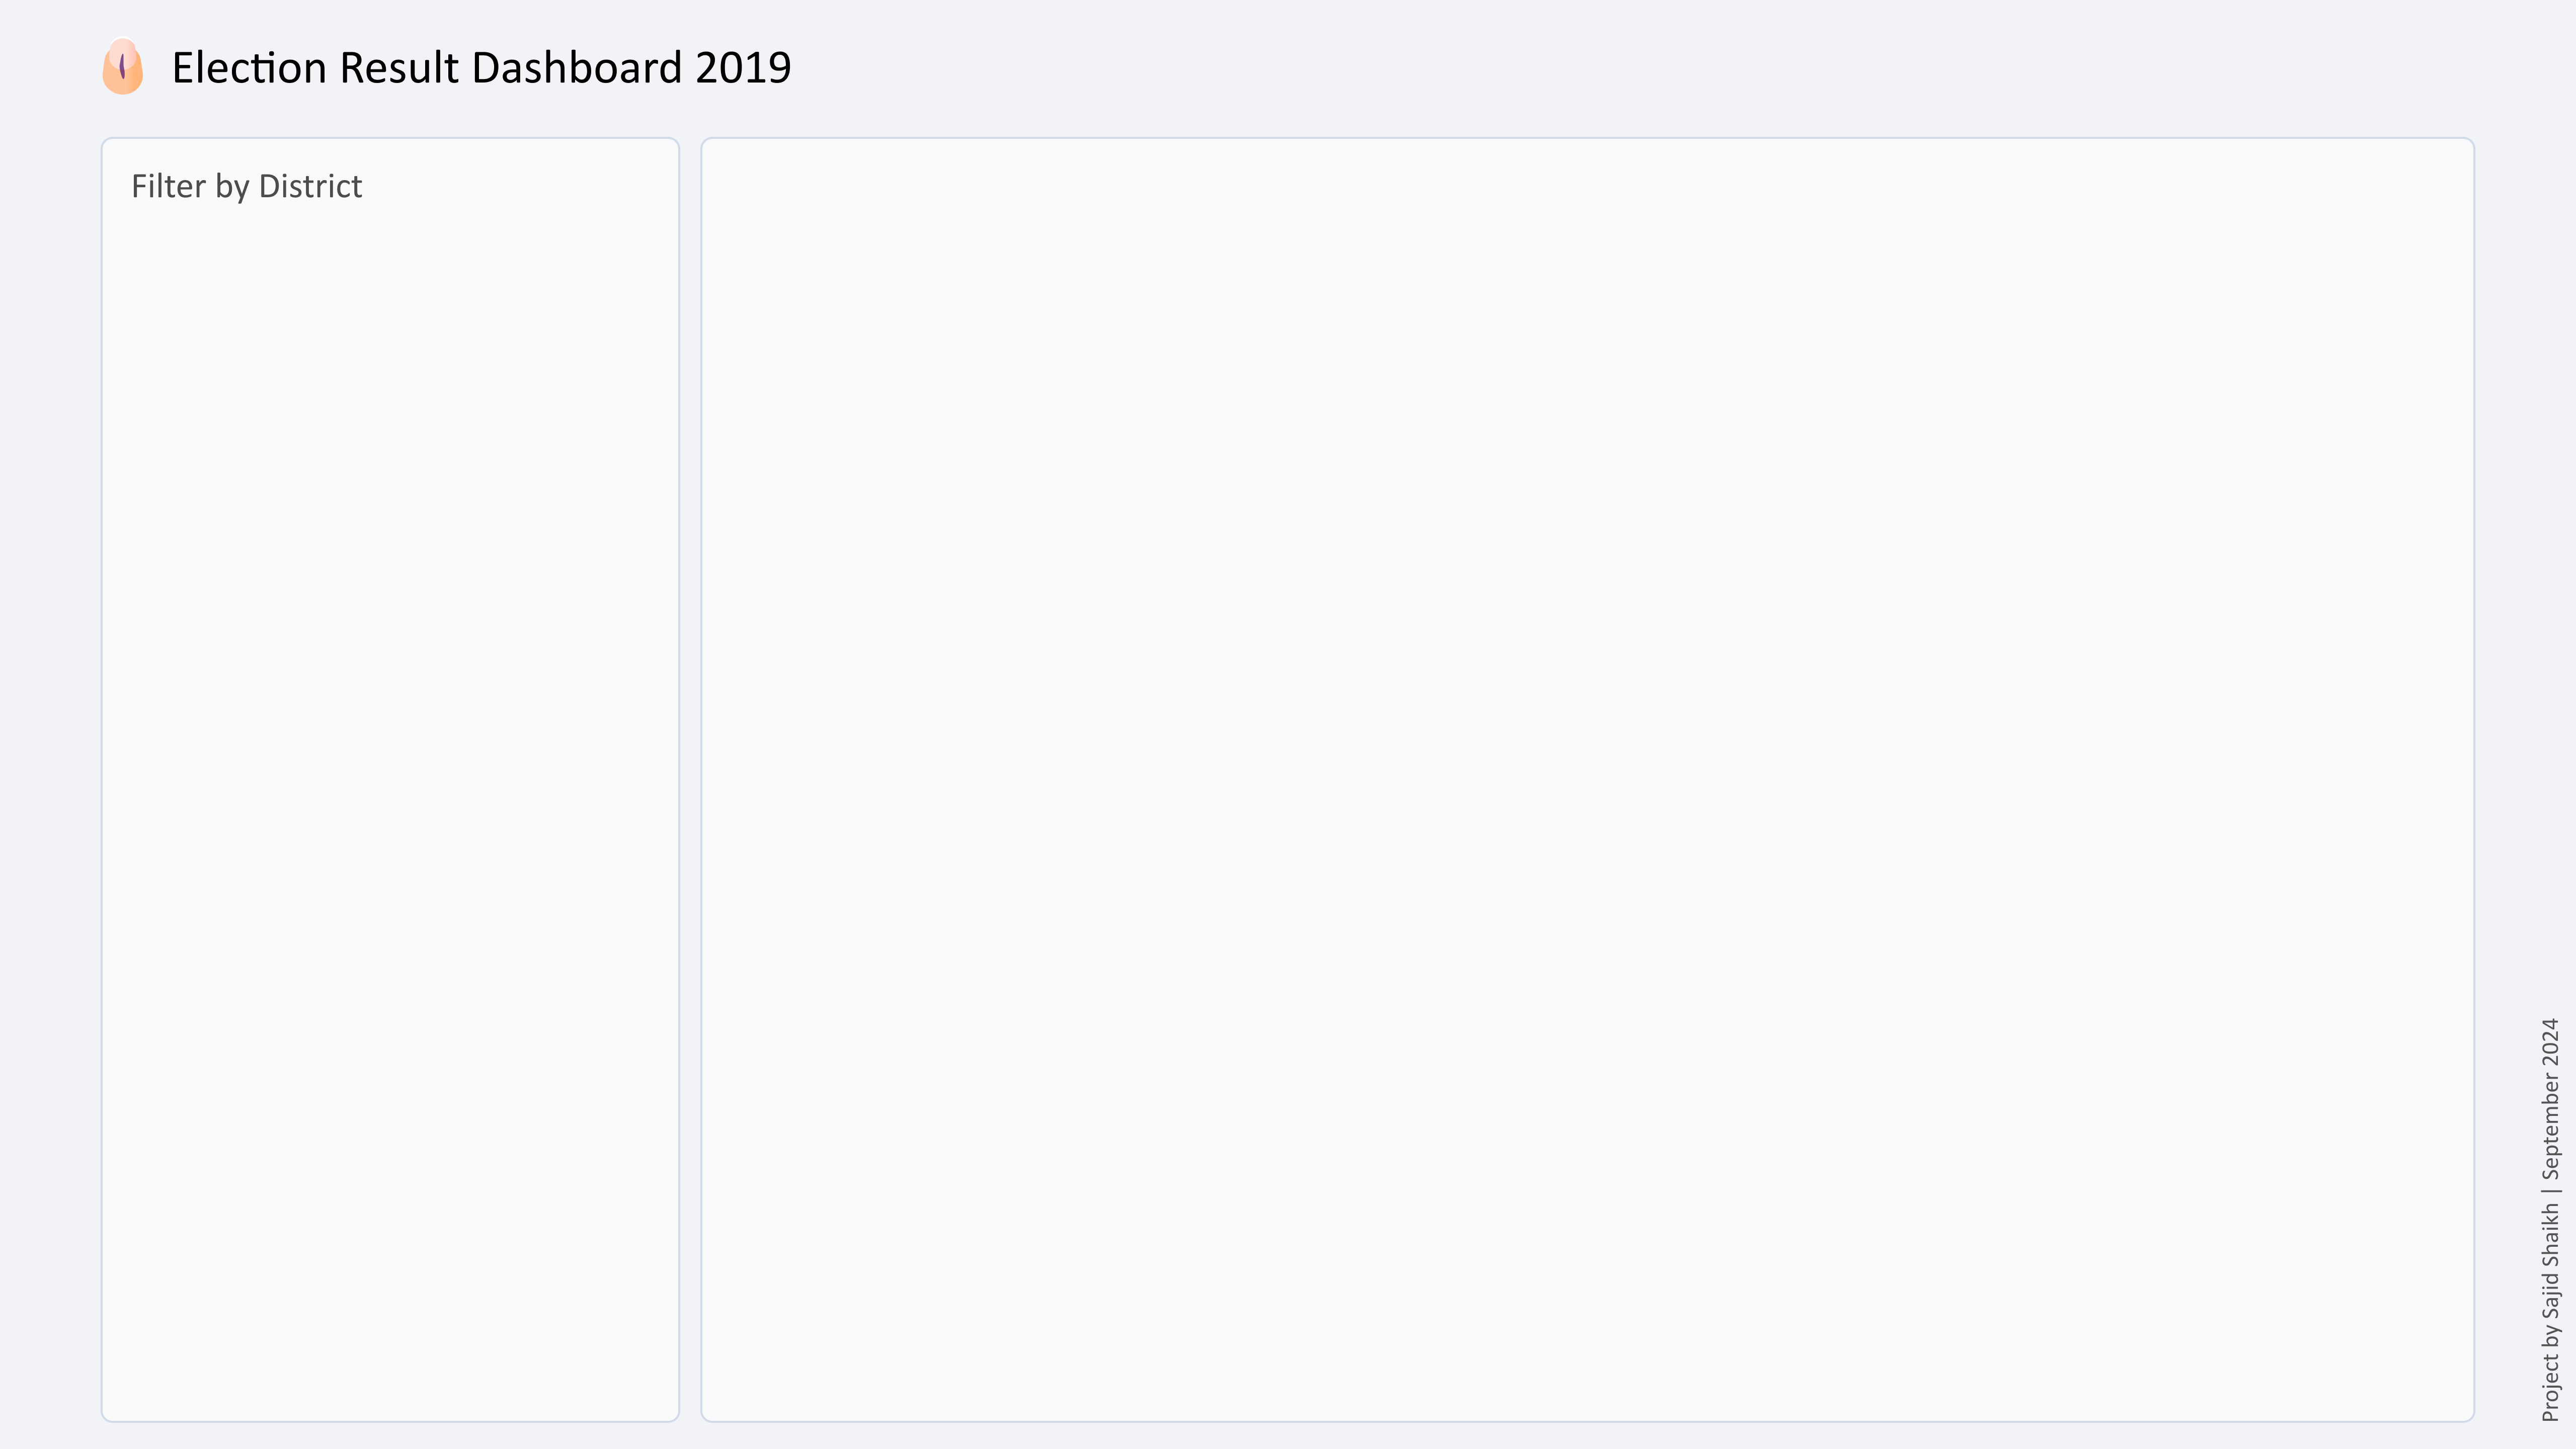 Election Result Dashboard 2019
Filter by District
Project by Sajid Shaikh | September 2024